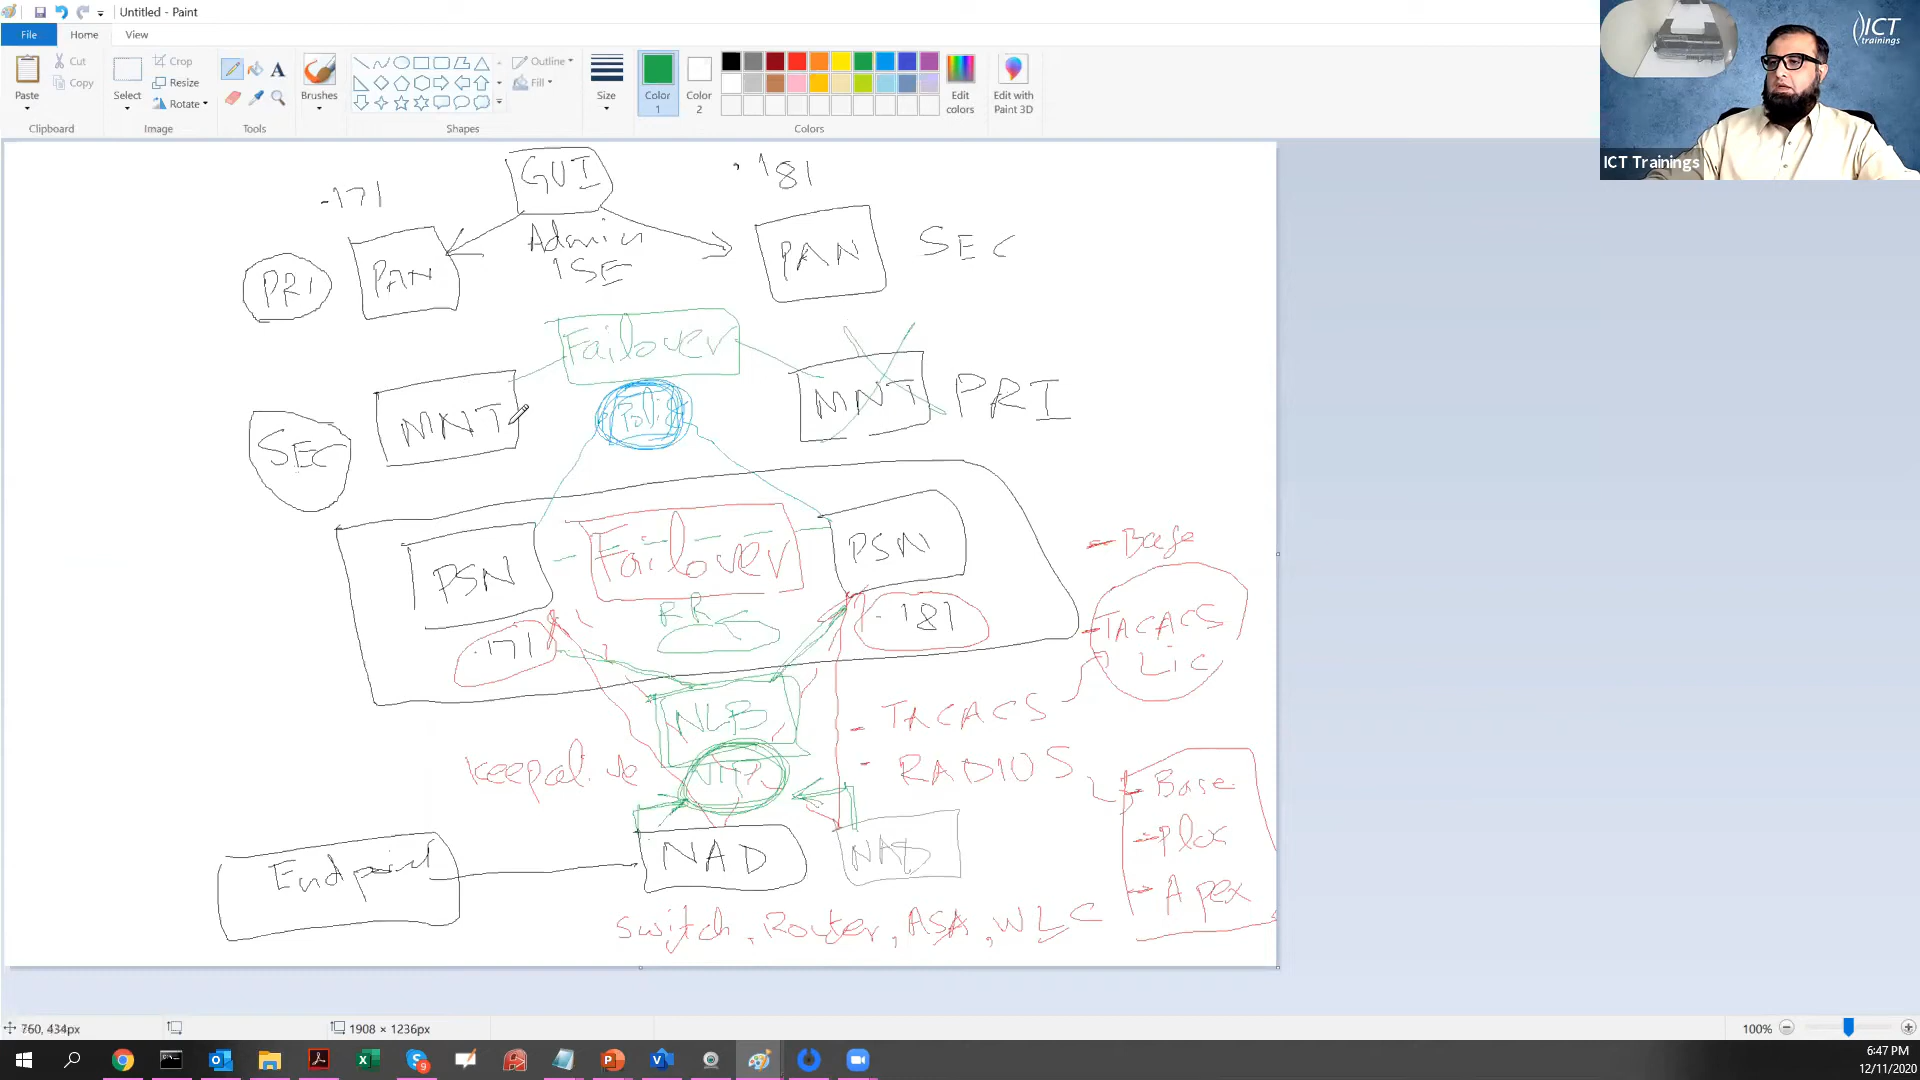 Untitled - Paint
File
Home
View
Paste
Cut
Copy
Clipboard
Select
Crop
Resize
Rotate
Image
A
Tools
Brushes
Outline
Fill
Shapes
Size
Color 1
Color 2
Colors
Edit colors
Edit with Paint 3D
ICT trainings
ICT Trainings
GUI
-171
.181
Admin
ISE
PRI
PAN
PAN
SEC
Failover
SEC
MNT
MNT
PRI
PSN
Failover
PSN
RR
.171
.181
- Base
- TACACS
Lic
NLB
- TACACS
keepalive
- RADIUS
- Base
- Plus
- Apex
Endpoint
NAD
NAD
Switch, Router, ASA, WLC
760, 434px
1908 × 1236px
100%
6:47 PM
12/11/2020